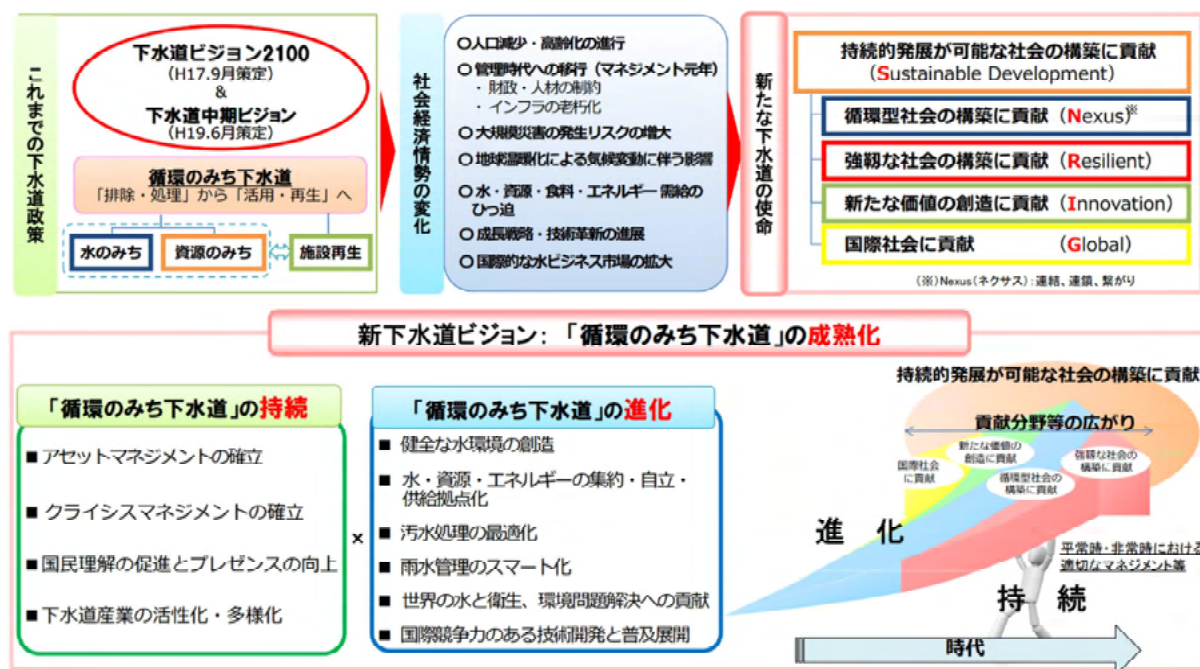 これまでの下水道政策
下水道ビジョン2100
(H17.9月策定)
&
下水道中期ビジョン
(H19.6月策定)
循環のみち下水道
「排除・処理」から「活用・再生」へ
水のみち
資源のみち
施設再生
社会経済情勢の変化
○人口減少・高齢化の進行
○管理時代への移行(マネジメント元年)
・財政・人材の制約
・インフラの老朽化
○大規模災害の発生リスクの増大
○地球温暖化による気候変動に伴う影響
○水・資源・食料・エネルギー需給の
ひっ迫
○成長戦略・技術革新の進展
○国際的な水ビジネス市場の拡大
新たな下水道の使命
持続的発展が可能な社会の構築に貢献
(Sustainable Development)
循環型社会の構築に貢献(Nexus)※
強靱な社会の構築に貢献(Resilient)
新たな価値の創造に貢献(Innovation)
国際社会に貢献 (Global)
(※)Nexus(ネクサス):連結、連鎖、繋がり
新下水道ビジョン:「循環のみち下水道」の成熟化
「循環のみち下水道」の持続
■アセットマネジメントの確立
■クライシスマネジメントの確立
■国民理解の促進とプレゼンスの向上
■下水道産業の活性化・多様化
×
「循環のみち下水道」の進化
■健全な水環境の創造
■水・資源・エネルギーの集約・自立・
供給拠点化
■汚水処理の最適化
■雨水管理のスマート化
■世界の水と衛生、環境問題解決への貢献
■国際競争力のある技術開発と普及展開
持続的発展が可能な社会の構築に貢献
貢献分野等の広がり
国際社会
に貢献
新たな価値の
創造に貢献
循環型社会の
構築に貢献
強靱な社会の
構築に貢献
進化
平常時・非常時における
適切なマネジメント等
持続
時代